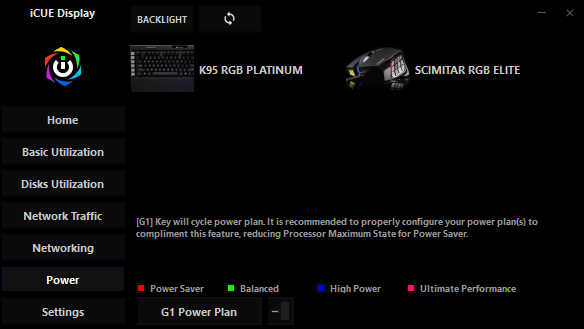 iCUE Display
BACKLIGHT
K95 RGB PLATINUM
SCIMITAR RGB ELITE
Home
Basic Utilization
Disks Utilization
Network Traffic
Networking
Power
Settings
[G1] Key will cycle power plan. It is recommended to properly configure your power plan(s) to
compliment this feature, reducing Processor Maximum State for Power Saver.
Power Saver
Balanced
High Power
Ultimate Performance
G1 Power Plan